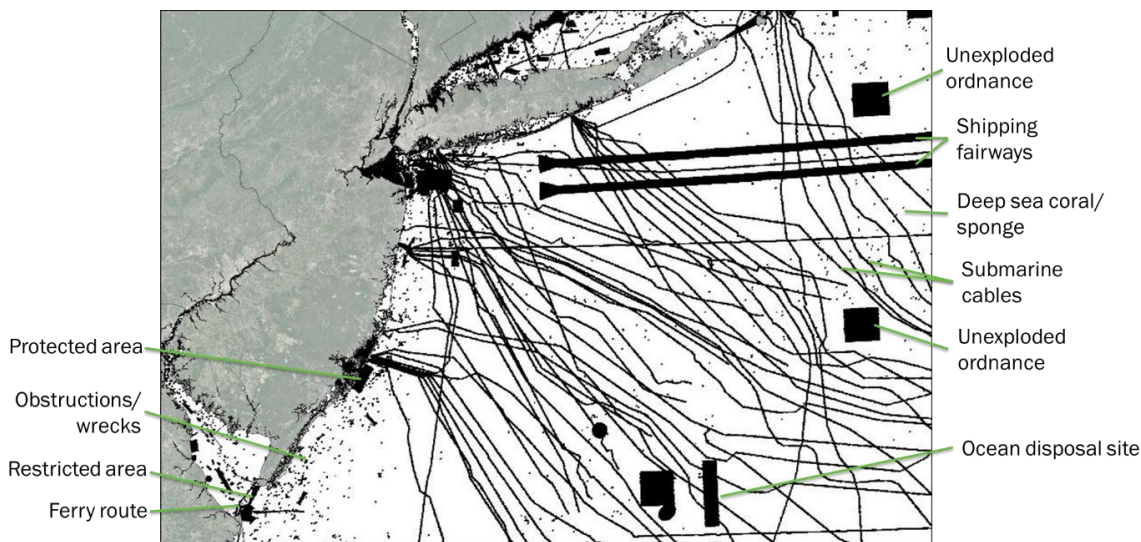 Unexploded
ordnance
Shipping
fairways
Deep sea coral/
sponge
Submarine
cables
Unexploded
ordnance
Ocean disposal site
Protected area
Obstructions/
wrecks
Restricted area
Ferry route